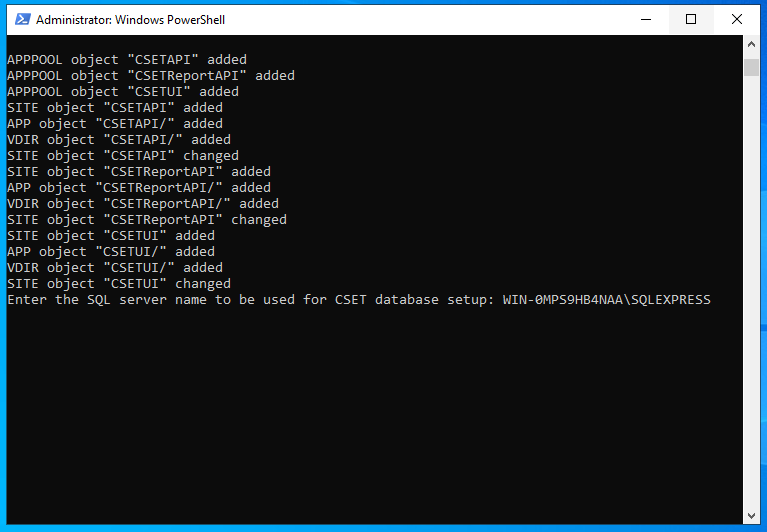 Administrator: Windows PowerShell
APPPOOL object "CSETAPI" added
APPPOOL object "CSETReportAPI" added
APPPOOL object "CSETUI" added
SITE object "CSETAPI" added
APP object "CSETAPI/" added
VDIR object "CSETAPI/" added
SITE object "CSETAPI" changed
SITE object "CSETReportAPI" added
APP object "CSETReportAPI/" added
VDIR object "CSETReportAPI/" added
SITE object "CSETReportAPI" changed
SITE object "CSETUI" added
APP object "CSETUI/" added
VDIR object "CSETUI/" added
SITE object "CSETUI" changed
Enter the SQL server name to be used for CSET database setup: WIN-0MPS9HB4NAA\SQLEXPRESS